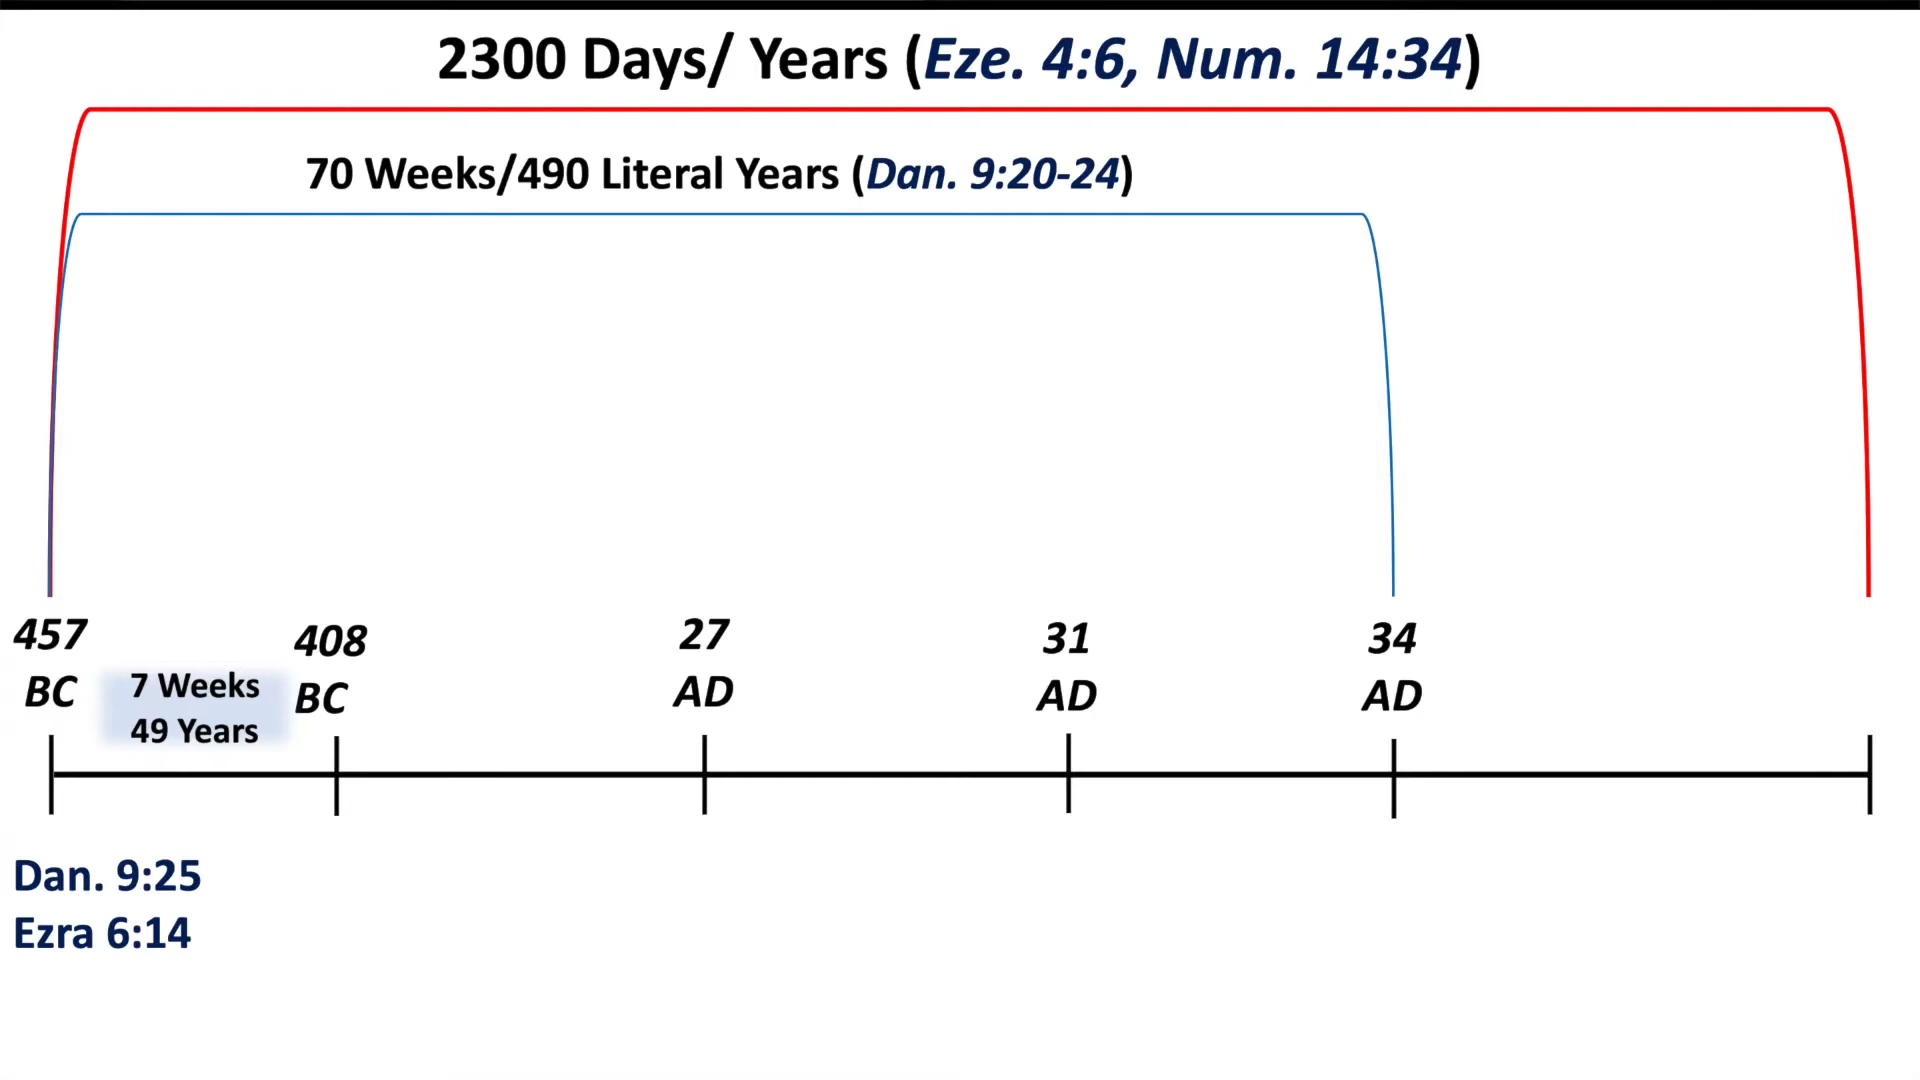 2300 Days/ Years (Eze. 4:6, Num. 14:34)
70 Weeks/490 Literal Years (Dan. 9:20-24)
457
BC
7 Weeks
49 Years
408
BC
27
AD
31
AD
34
AD
Dan. 9:25
Ezra 6:14